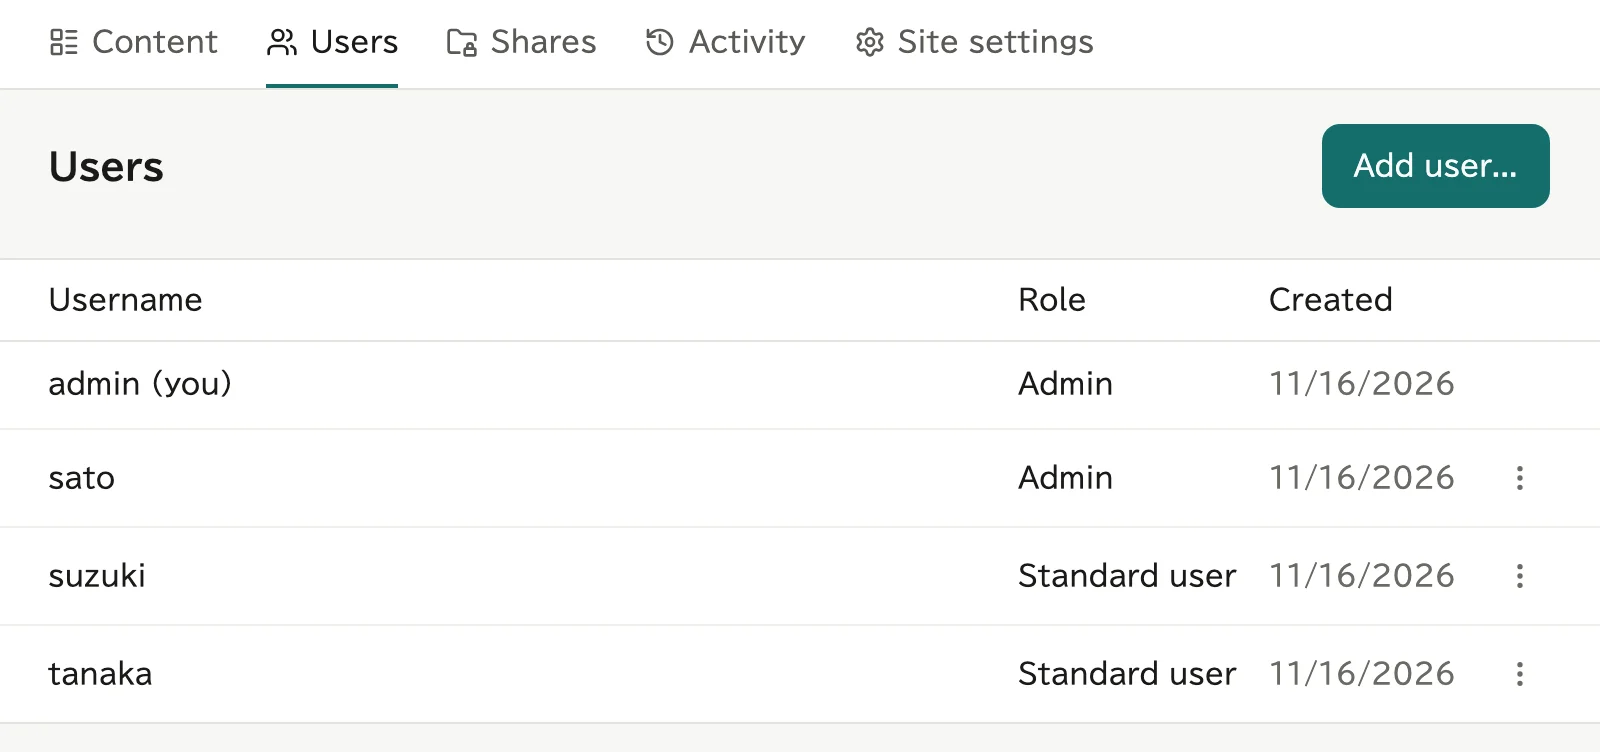 Content Users Shares Activity Site settings
Users
Add user...
Username Role Created
admin (you) Admin 11/16/2026
sato Admin 11/16/2026
suzuki Standard user 11/16/2026
tanaka Standard user 11/16/2026